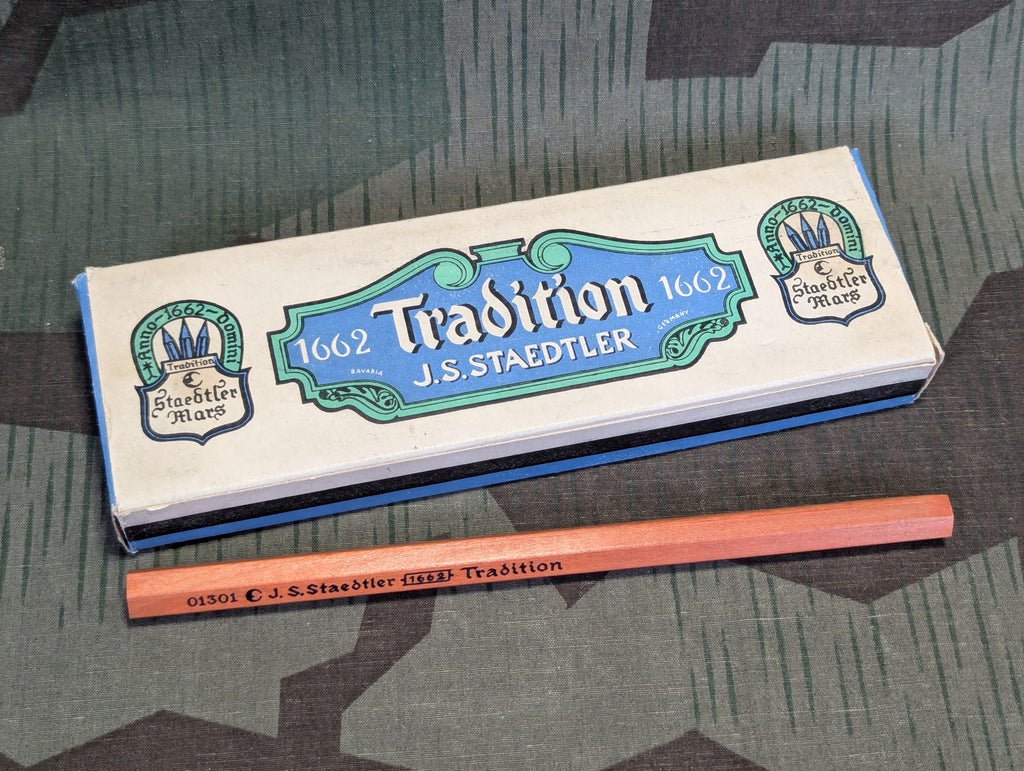 Anno-1662-Domini
Tradition
Staedtler
Mars
1662 Tradition 1662
BAVARIA J.S. STAEDTLER GERMANY
Anno-1662-Domini
Tradition
Staedtler
Mars
01301 J. S. Staedtler 1662 Tradition